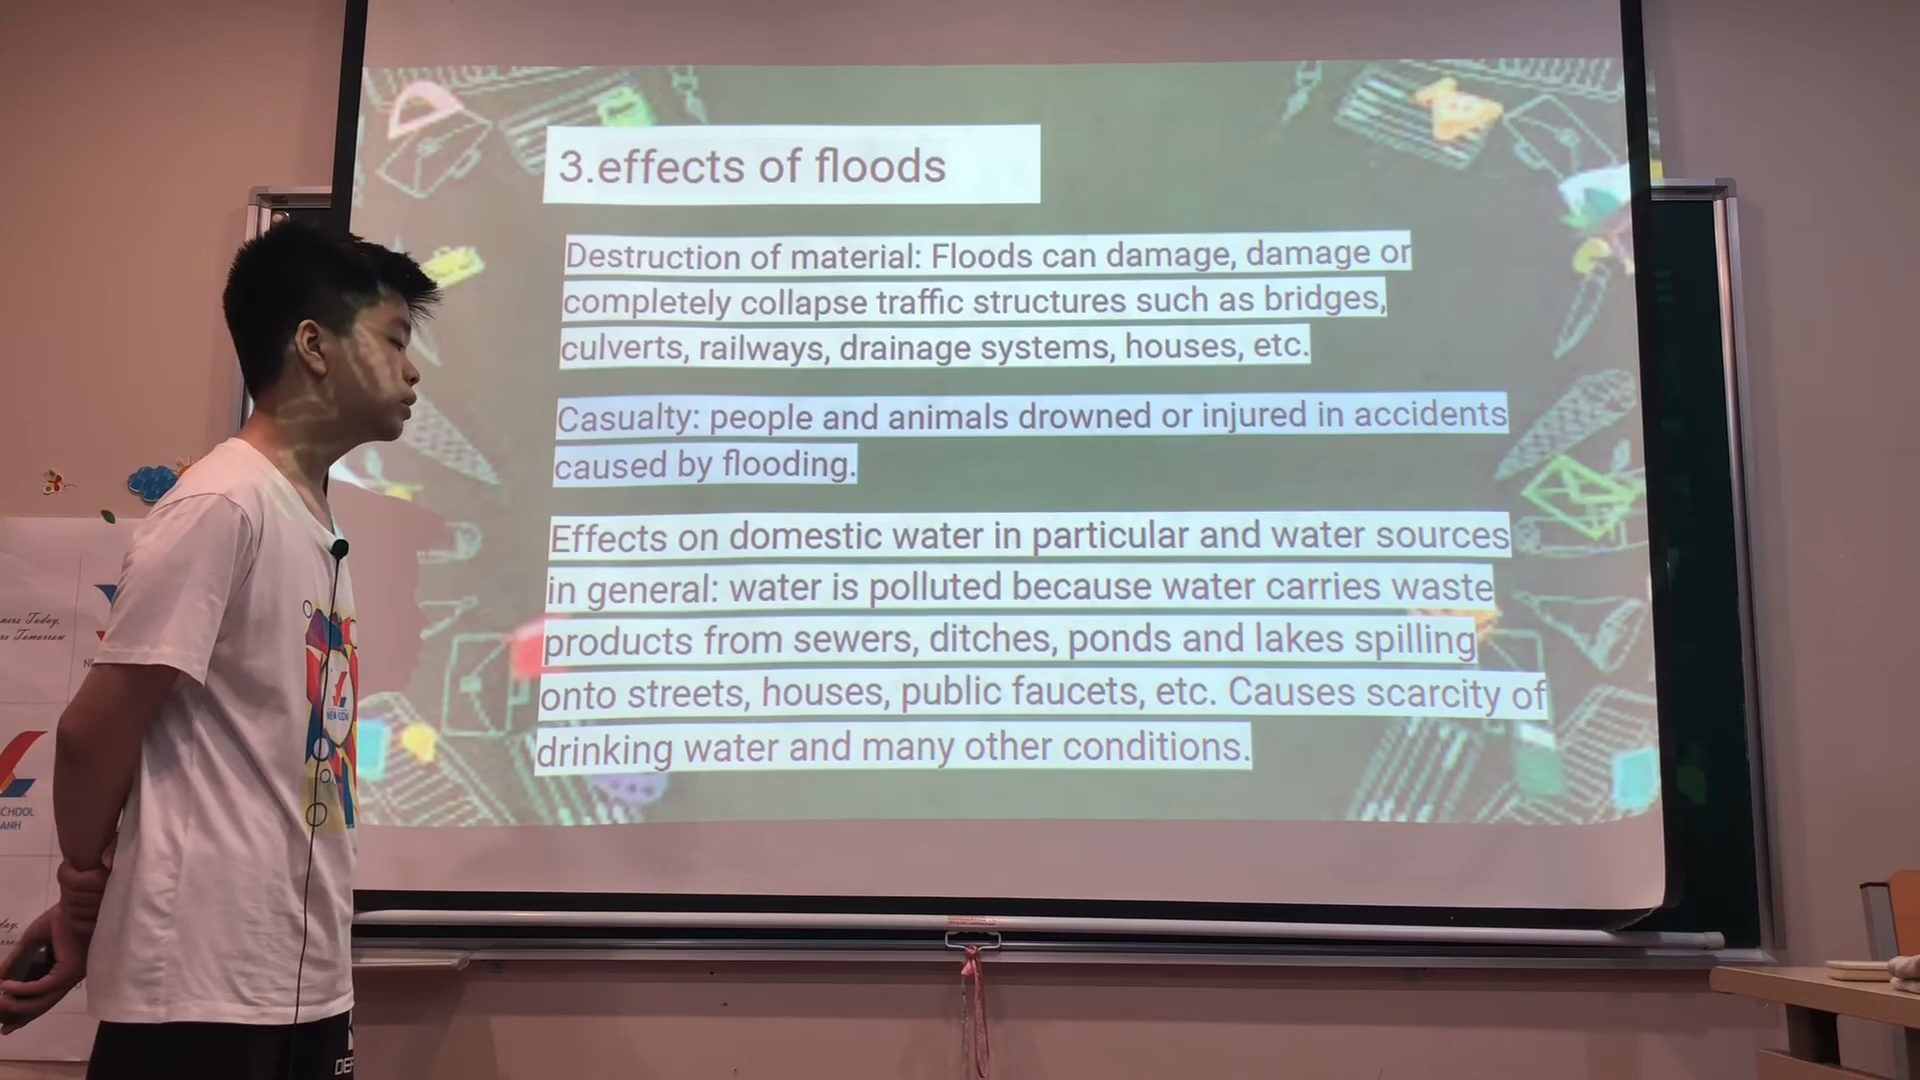 3.effects of floods
Destruction of material: Floods can damage, damage or
completely collapse traffic structures such as bridges,
culverts, railways, drainage systems, houses, etc.
Casualty: people and animals drowned or injured in accidents
caused by flooding.
Effects on domestic water in particular and water sources
in general: water is polluted because water carries waste
products from sewers, ditches, ponds and lakes spilling
onto streets, houses, public faucets, etc. Causes scarcity of
drinking water and many other conditions.
Today,
Tomorrow